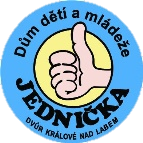 Dům dětí a mládeže
JEDNIČKA
DVŮR KRÁLOVÉ NAD LABEM